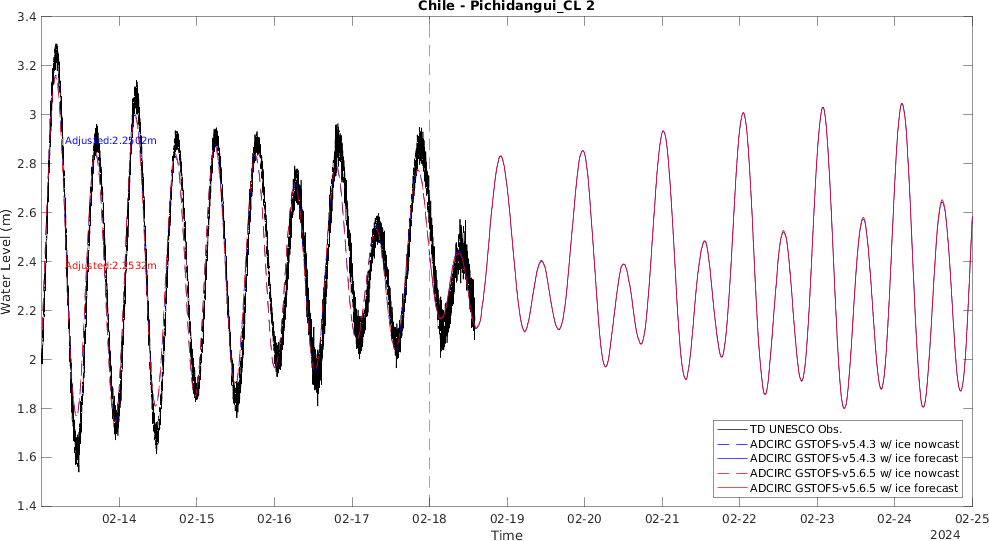 Chile - Pichidangui_CL 2
3.4
3.2
3
2.8
2.6
2.4
2.2
2
1.8
1.6
1.4
Water Level (m)
Adjusted:2.2502m
Adjusted:2.2532m
TD UNESCO Obs.
ADCIRC GSTOFS-v5.4.3 w/ ice nowcast
ADCIRC GSTOFS-v5.4.3 w/ ice forecast
ADCIRC GSTOFS-v5.6.5 w/ ice nowcast
ADCIRC GSTOFS-v5.6.5 w/ ice forecast
02-14 02-15 02-16 02-17 02-18 02-19 02-20 02-21 02-22 02-23 02-24 02-25
Time
2024